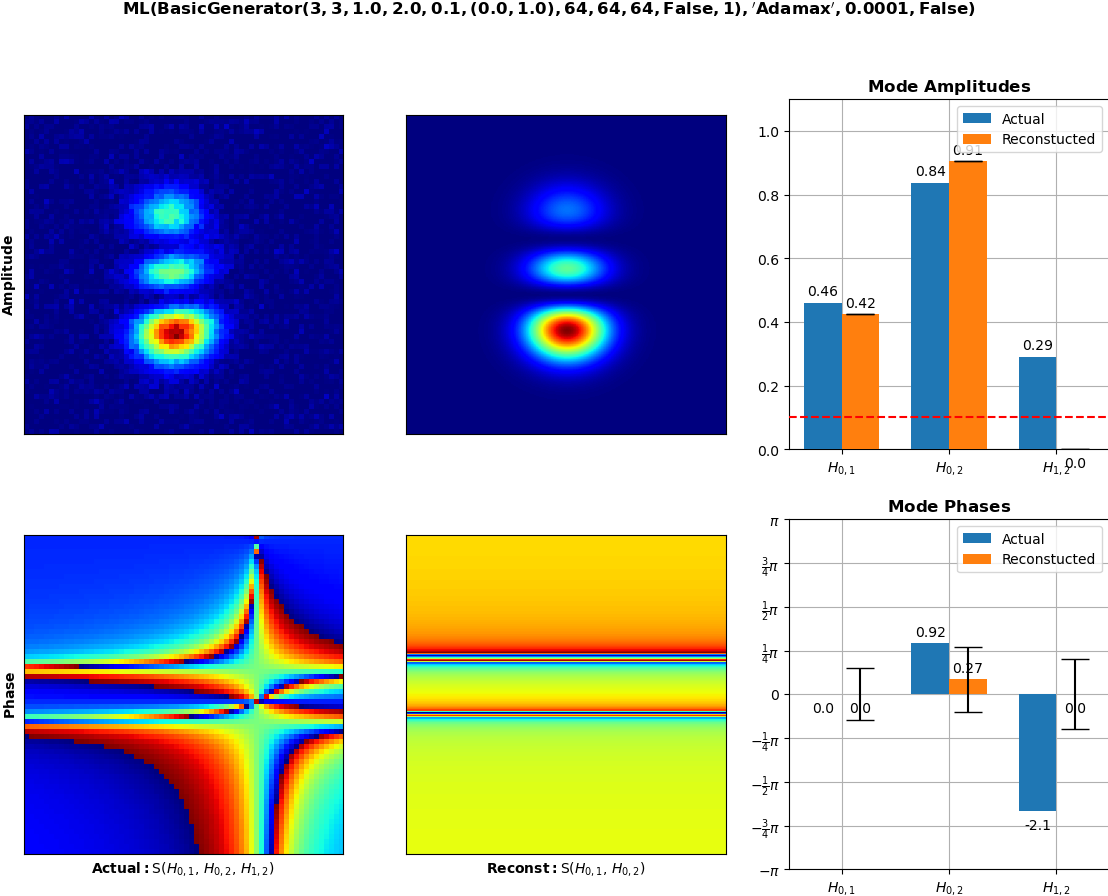 ML(BasicGenerator(3, 3, 1.0, 2.0, 0.1, (0.0, 1.0), 64, 64, 64, False, 1), ′Adamax′, 0.0001, False)
Amplitude
Mode Amplitudes
Actual
Reconstucted
1.0
0.8
0.6
0.4
0.2
0.0
0.46
0.42
0.84
0.91
0.29
0.0
H0,1
H0,2
H1,2
Phase
Actual: S(H0,1, H0,2, H1,2)
Reconst: S(H0,1, H0,2)
Mode Phases
Actual
Reconstucted
π
3/4π
1/2π
1/4π
0
−1/4π
−1/2π
−3/4π
−π
0.0
0.0
0.92
0.27
-2.1
0.0
H0,1
H0,2
H1,2